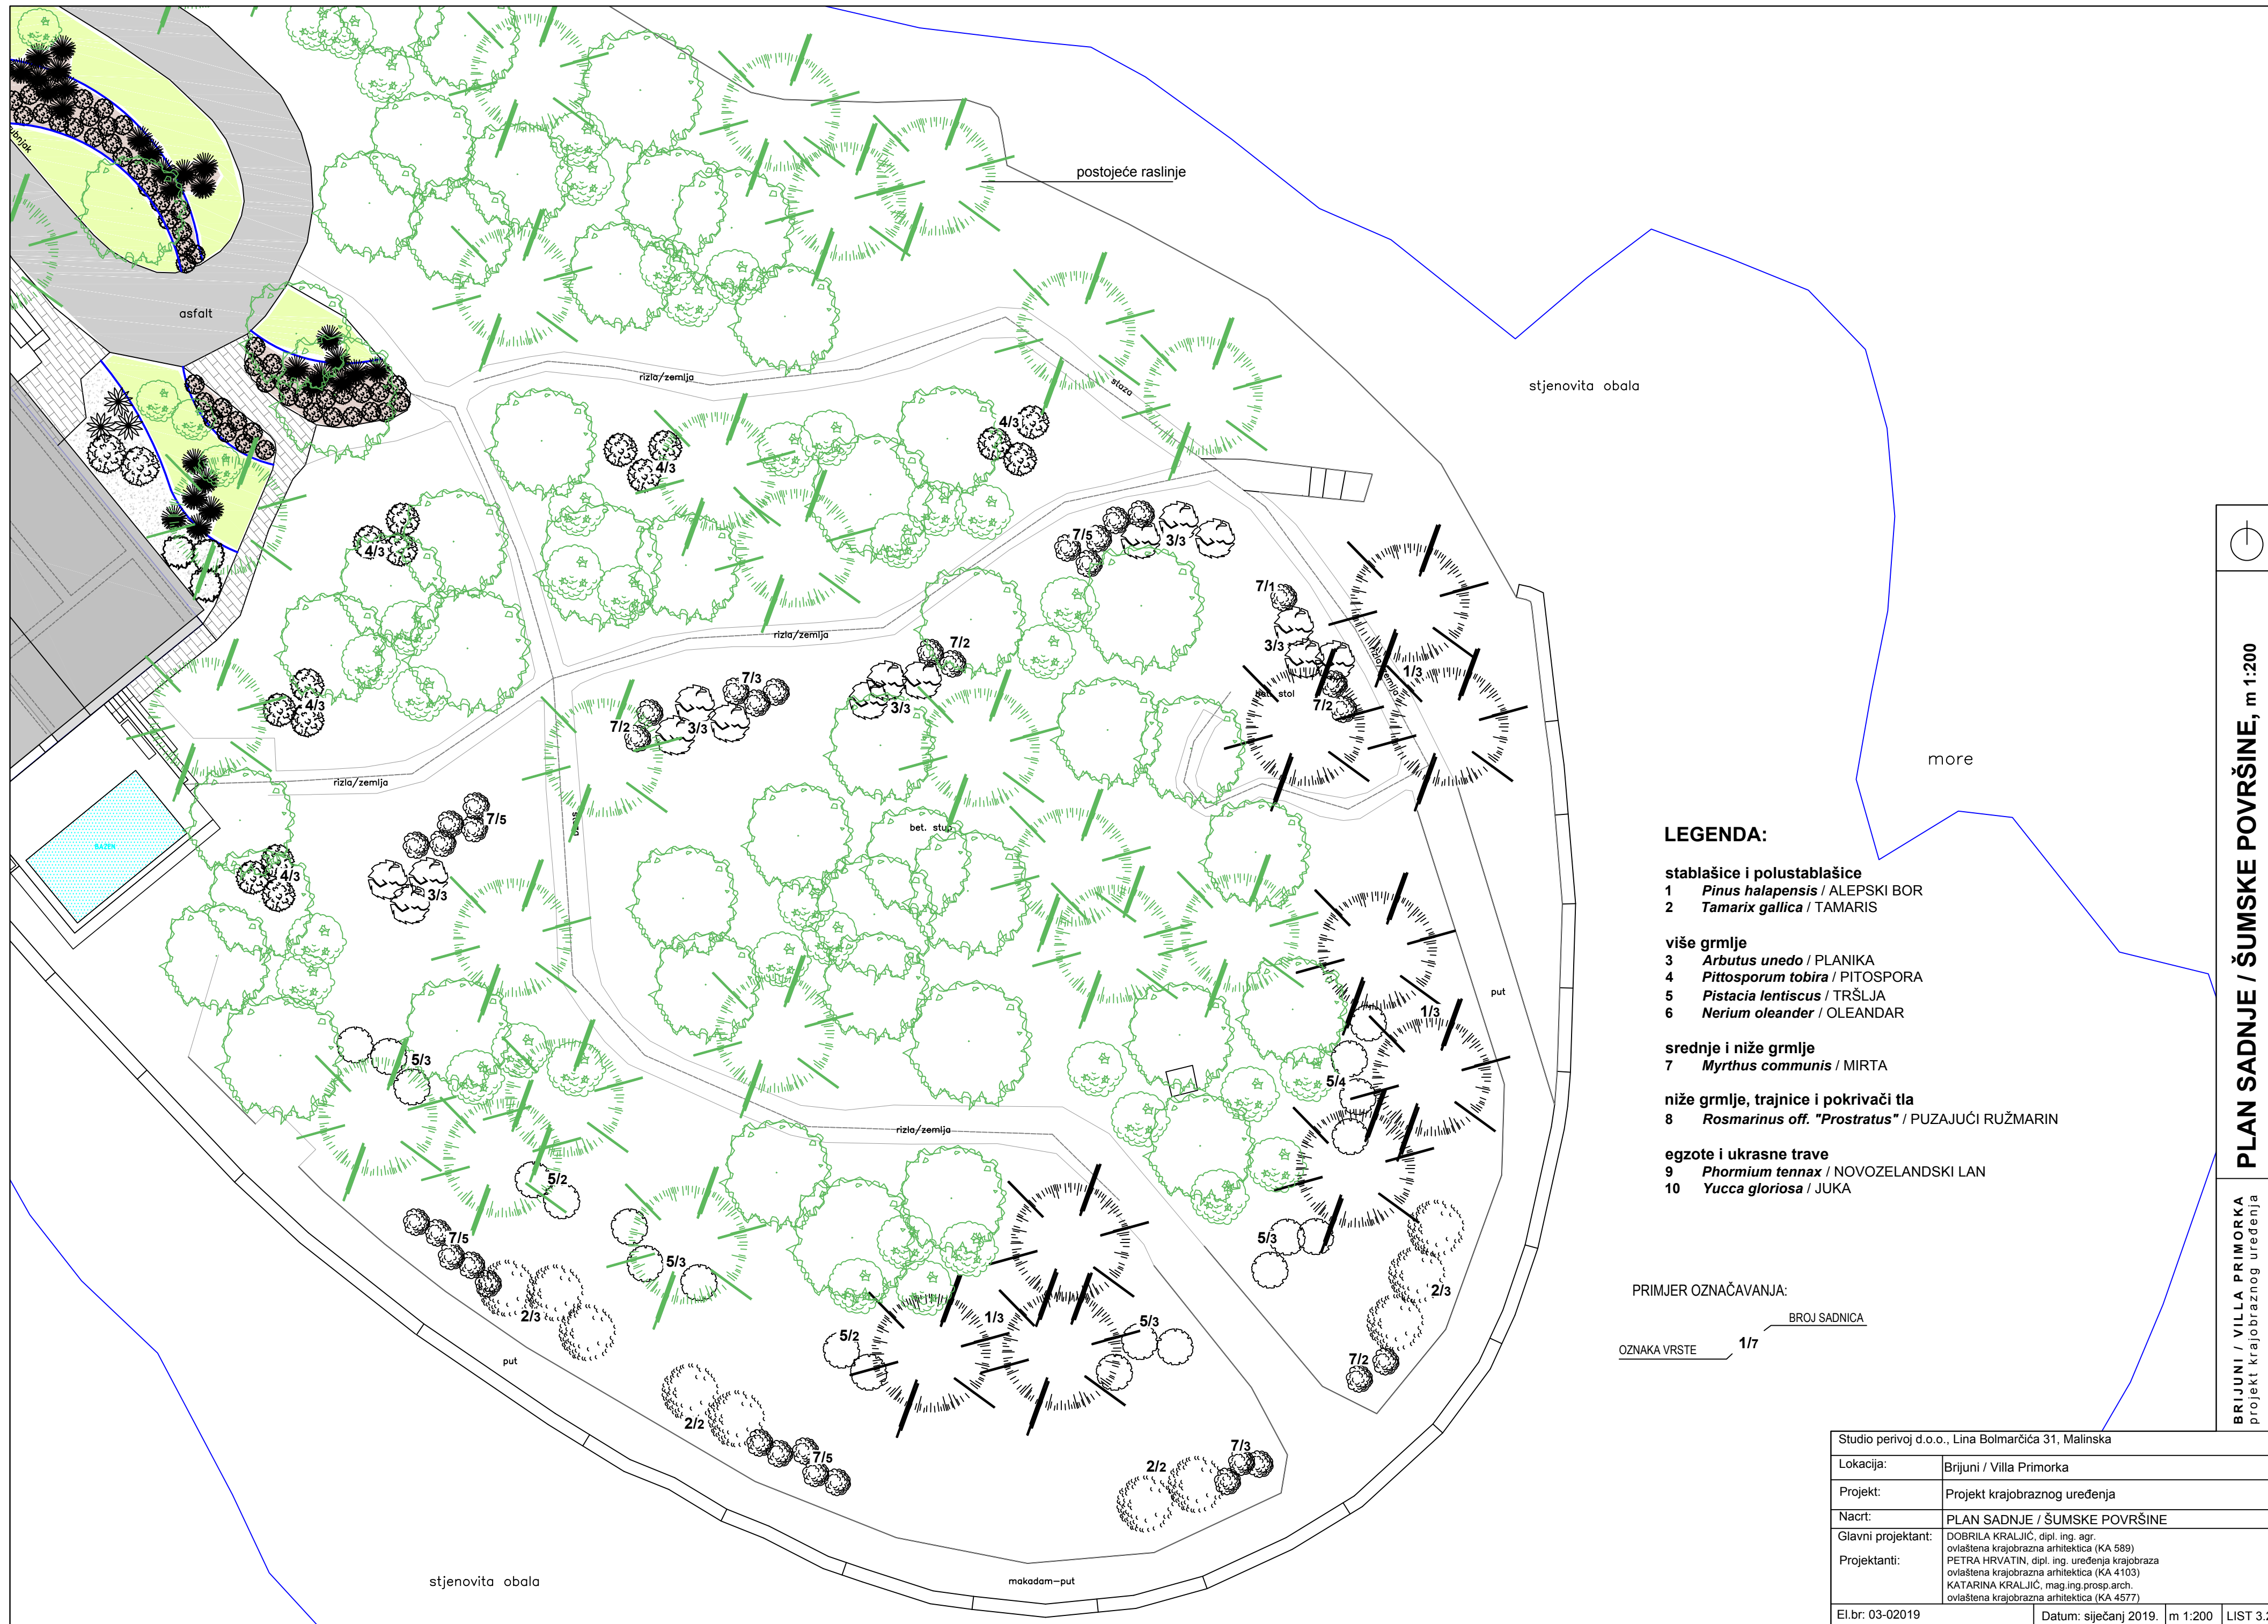 postojeće raslinje
asfalt
rizla/zemlja
staza
stjenovita obala
4/3
4/3
4/3
7/5
3/3
7/1
3/3
rizla/zemlja
7/2
1/3
bet. stol
7/2
4/3
7/3
3/3
7/2
3/3
more
rizla/zemlja
BAZEN
7/5
bet. stup
4/3
3/3
put
1/3
5/3
5/4
rizla/zemlja
5/2
7/5
5/3
5/3
2/3
2/3
1/3
5/2
5/3
put
7/2
2/2
7/5
7/3
2/2
stjenovita obala
makadam-put
LEGENDA:
stablašice i polustablašice
1 Pinus halapensis / ALEPSKI BOR
2 Tamarix gallica / TAMARIS
više grmlje
3 Arbutus unedo / PLANIKA
4 Pittosporum tobira / PITOSPORA
5 Pistacia lentiscus / TRŠLJA
6 Nerium oleander / OLEANDAR
srednje i niže grmlje
7 Myrthus communis / MIRTA
niže grmlje, trajnice i pokrivači tla
8 Rosmarinus off. "Prostratus" / PUZAJUĆI RUŽMARIN
egzote i ukrasne trave
9 Phormium tennax / NOVOZELANDSKI LAN
10 Yucca gloriosa / JUKA
PRIMJER OZNAČAVANJA:
BROJ SADNICA
OZNAKA VRSTE 1/7
PLAN SADNJE / ŠUMSKE POVRŠINE, m 1:200
BRIJUNI / VILLA PRIMORKA
projekt krajobraznog uređenja
Studio perivoj d.o.o., Lina Bolmarčića 31, Malinska
Lokacija: Brijuni / Villa Primorka
Projekt: Projekt krajobraznog uređenja
Nacrt: PLAN SADNJE / ŠUMSKE POVRŠINE
Glavni projektant: DOBRILA KRALJIĆ, dipl. ing. agr.
ovlaštena krajobrazna arhitektica (KA 589)
Projektanti: PETRA HRVATIN, dipl. ing. uređenja krajobraza
ovlaštena krajobrazna arhitektica (KA 4103)
KATARINA KRALJIĆ, mag.ing.prosp.arch.
ovlaštena krajobrazna arhitektica (KA 4577)
El.br: 03-02019 Datum: siječanj 2019. m 1:200 LIST